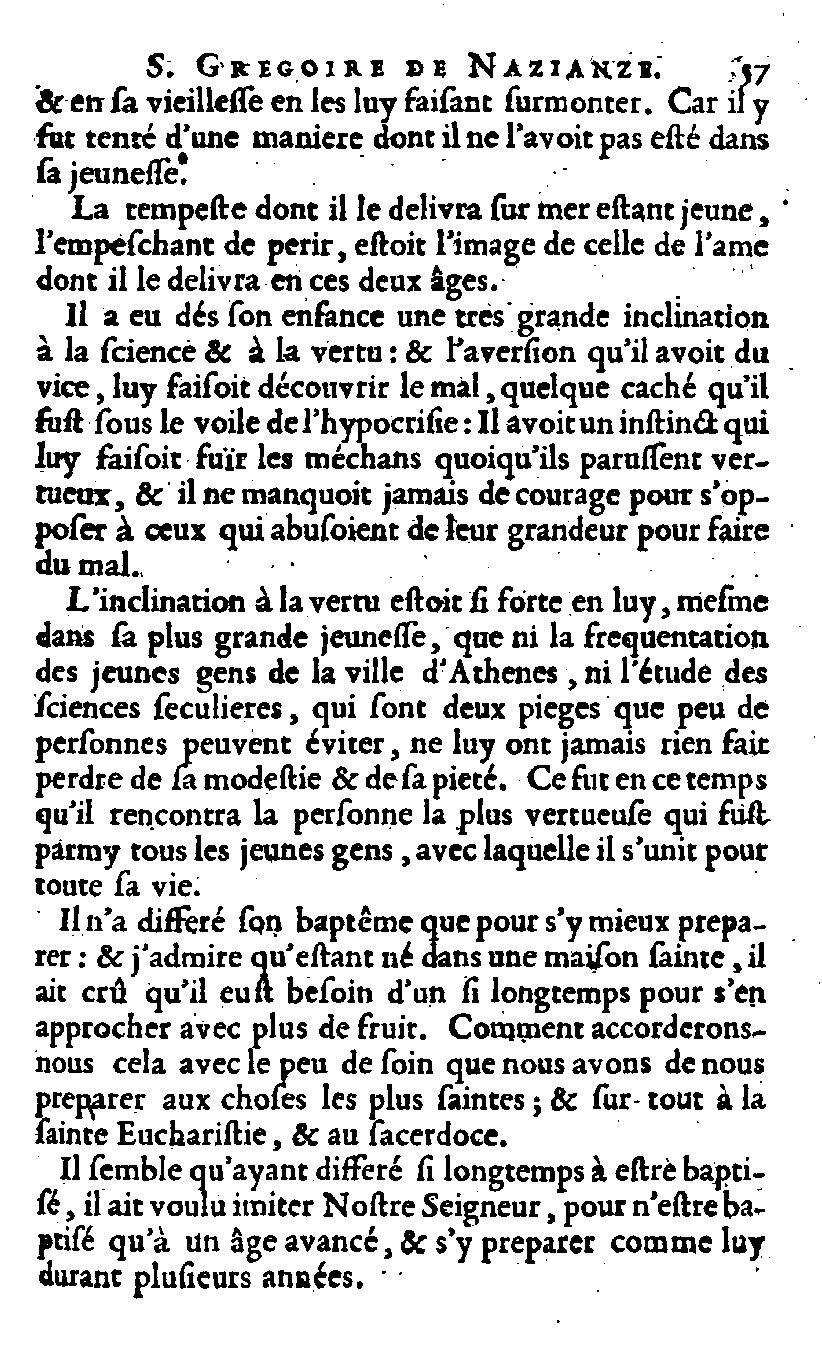 S. GREGOIRE DE NAZIANZE. 57
& en ſa vieilleſſe en les luy faiſant ſurmonter. Car il y
fut tenté d'une maniere dont il ne l'avoit pas eſté dans
ſa jeuneſſe.
La tempeſte dont il le delivra ſur mer eſtant jeune,
l'empeſchant de perir, eſtoit l'image de celle de l'ame
dont il le delivra en ces deux âges.
Il a eu dés ſon enfance une tres grande inclination
à la ſcience & à la vertu : & l'averſion qu'il avoit du
vice, luy faiſoit découvrir le mal, quelque caché qu'il
fuſt ſous le voile de l'hypocriſie : Il avoit un inſtinct qui
luy faiſoit fuïr les méchans quoiqu'ils paruſſent ver-
tueux, & il ne manquoit jamais de courage pour s'op-
poſer à ceux qui abuſoient de leur grandeur pour faire
du mal.
L'inclination à la vertu eſtoit ſi forte en luy, meſme
dans ſa plus grande jeuneſſe, que ni la frequentation
des jeunes gens de la ville d'Athenes, ni l'étude des
ſciences ſeculieres, qui ſont deux pieges que peu de
perſonnes peuvent éviter, ne luy ont jamais rien fait
perdre de ſa modeſtie & de ſa pieté. Ce fut en ce temps
qu'il rencontra la perſonne la plus vertueuſe qui fuſt
parmy tous les jeunes gens, avec laquelle il s'unit pour
toute ſa vie.
Il n'a differé ſon baptême que pour s'y mieux prepa-
rer : & j'admire qu'eſtant né dans une maiſon ſainte, il
ait crû qu'il euſt beſoin d'un ſi longtemps pour s'en
approcher avec plus de fruit. Comment accorderons-
nous cela avec le peu de ſoin que nous avons de nous
preparer aux choſes les plus ſaintes ; & ſur-tout à la
ſainte Euchariſtie, & au ſacerdoce.
Il ſemble qu'ayant differé ſi longtemps à eſtre bapti-
ſé, il ait voulu imiter Noſtre Seigneur, pour n'eſtre ba-
ptiſé qu'à un âge avancé, & s'y preparer comme luy
durant pluſieurs années.